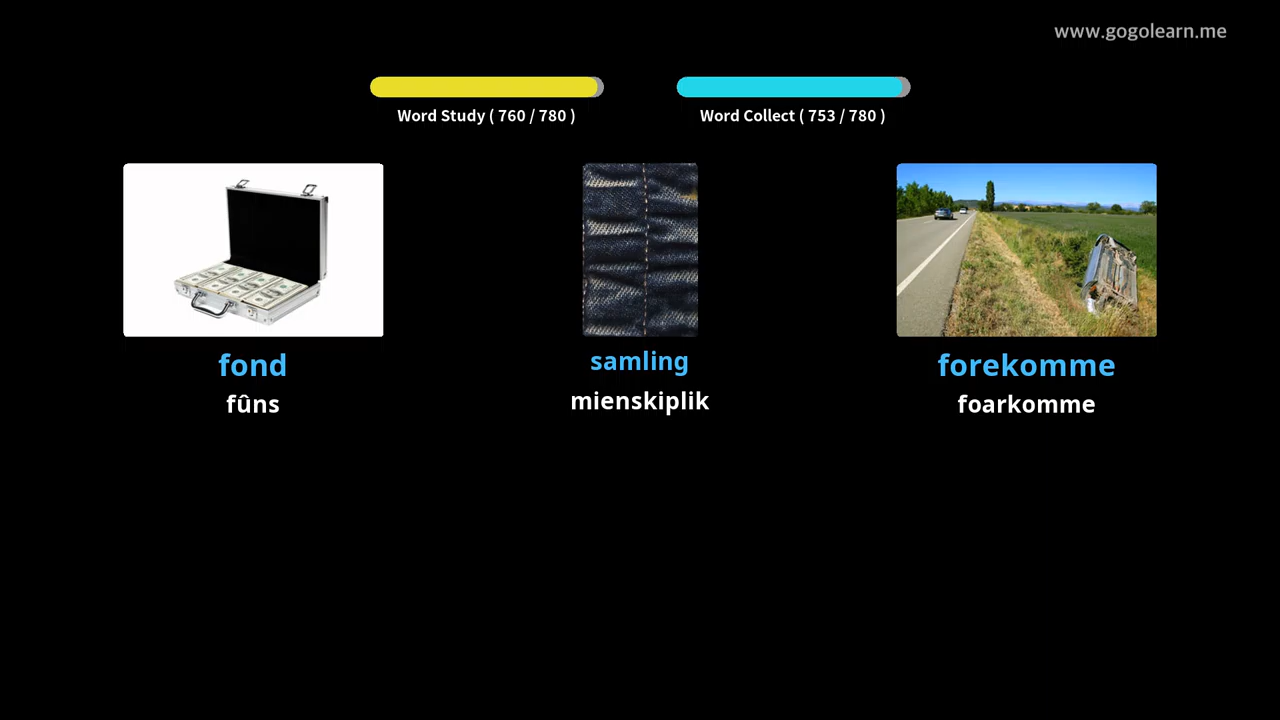 www.gogolearn.me
Word Study ( 760 / 780 )
Word Collect ( 753 / 780 )
fond
samling
forekomme
fûns
mienskiplik
foarkomme